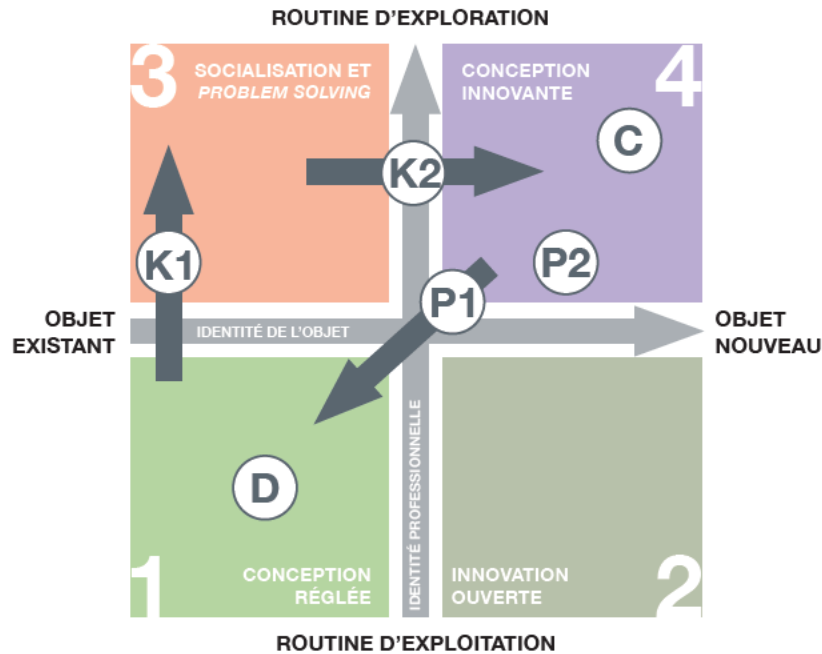 ROUTINE D'EXPLORATION
3
SOCIALISATION ET
PROBLEM SOLVING
CONCEPTION
INNOVANTE
4
C
K2
K1
P2
P1
OBJET
EXISTANT
IDENTITÉ DE L'OBJET
OBJET
NOUVEAU
IDENTITÉ PROFESSIONNELLE
D
1
CONCEPTION
RÉGLÉE
INNOVATION
OUVERTE
2
ROUTINE D'EXPLOITATION